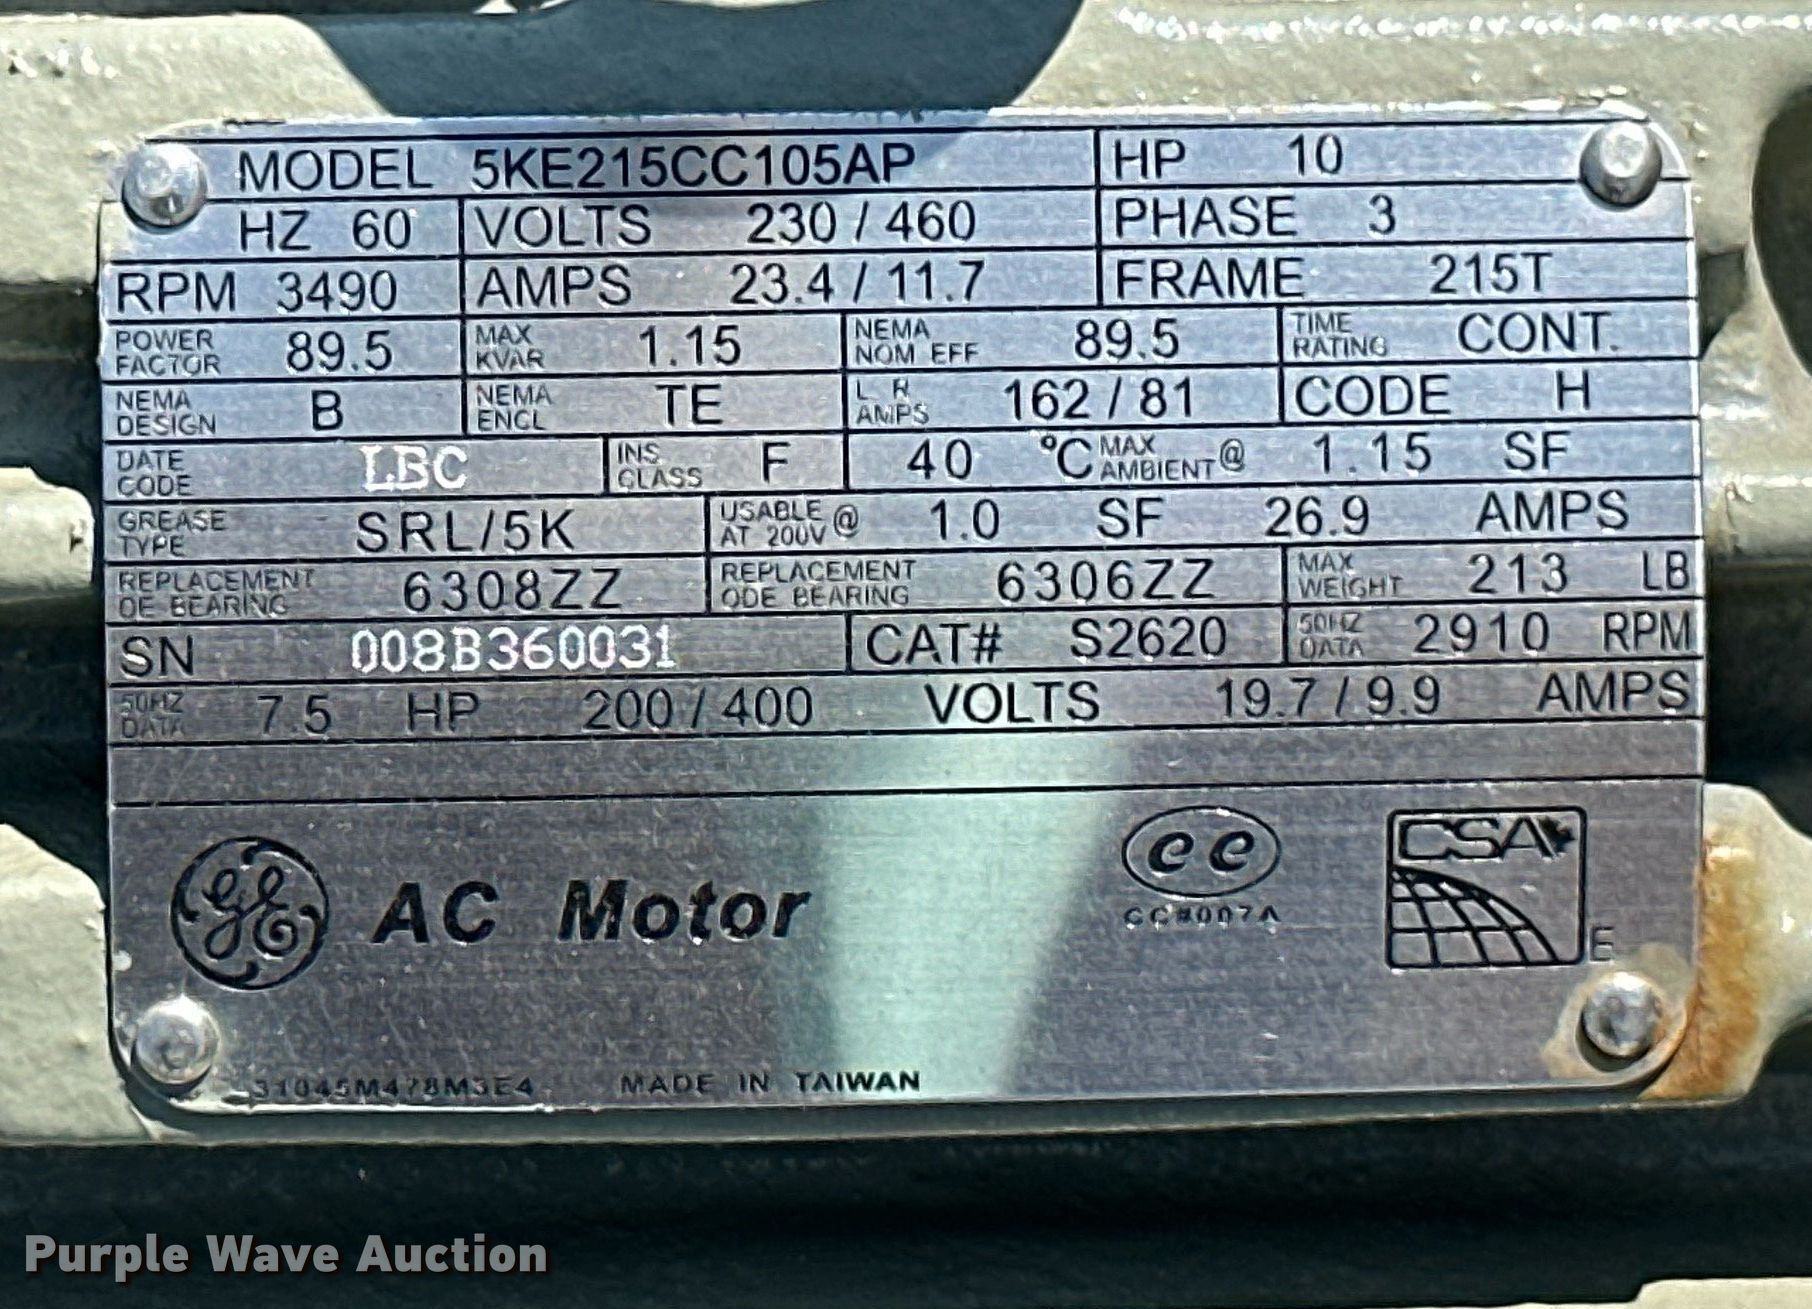 MODEL 5KE215CC105AP HP 10
HZ 60 VOLTS 230 / 460 PHASE 3
RPM 3490 AMPS 23.4 / 11.7 FRAME 215T
POWER FACTOR 89.5 MAX KVAR 1.15 NEMA NOM EFF 89.5 TIME RATING CONT.
NEMA DESIGN B NEMA ENCL TE L R AMPS 162 / 81 CODE H
DATE CODE LBC INS CLASS F 40 °C MAX AMBIENT @ 1.15 SF
GREASE TYPE SRL/5K USABLE AT 200V @ 1.0 SF 26.9 AMPS
REPLACEMENT DE BEARING 6308ZZ REPLACEMENT ODE BEARING 6306ZZ MAX WEIGHT 213 LB
SN 008B360031 CAT# S2620 50HZ DATA 2910 RPM
50HZ DATA 7.5 HP 200 / 400 VOLTS 19.7 / 9.9 AMPS
GE AC Motor ee CSA
CC#007A E
31045M478M3E4 MADE IN TAIWAN
Purple Wave Auction